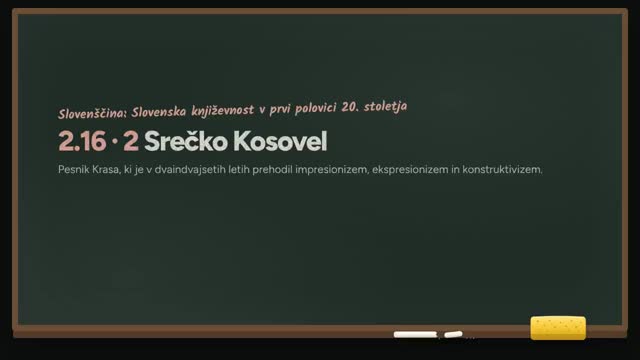 Slovenščina: Slovenska književnost v prvi polovici 20. stoletja
2.16 · 2 Srečko Kosovel
Pesnik Krasa, ki je v dvaindvajsetih letih prehodil impresionizem, ekspresionizem in konstruktivizem.